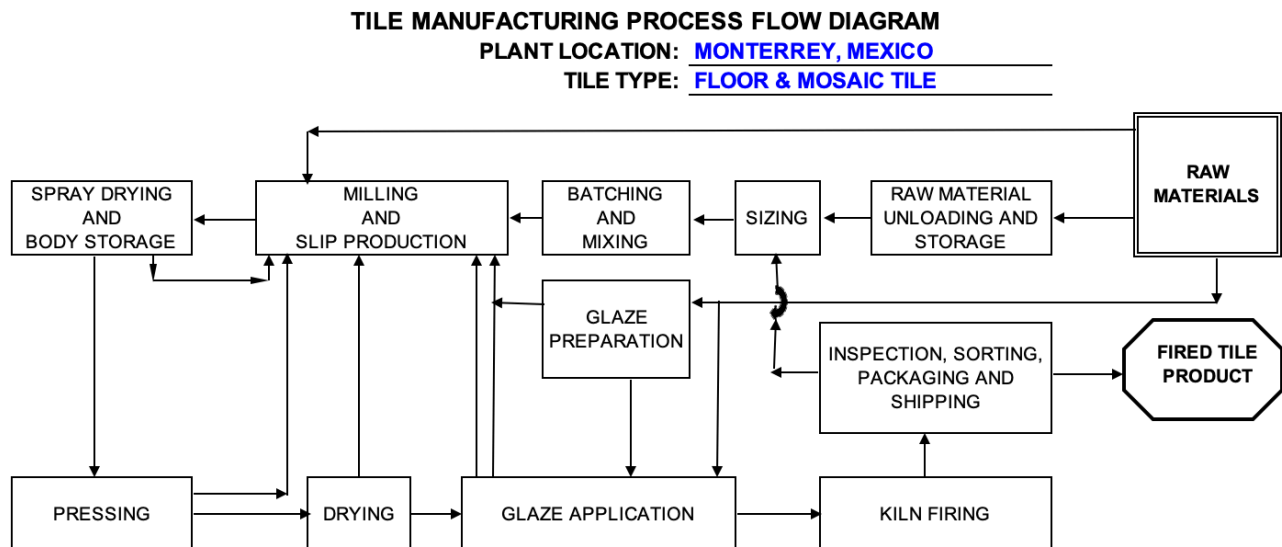 TILE MANUFACTURING PROCESS FLOW DIAGRAM
PLANT LOCATION: MONTERREY, MEXICO
TILE TYPE: FLOOR & MOSAIC TILE
RAW
MATERIALS
SPRAY DRYING
AND
BODY STORAGE
MILLING
AND
SLIP PRODUCTION
BATCHING
AND
MIXING
SIZING
RAW MATERIAL
UNLOADING AND
STORAGE
GLAZE
PREPARATION
INSPECTION, SORTING,
PACKAGING AND
SHIPPING
FIRED TILE
PRODUCT
PRESSING
DRYING
GLAZE APPLICATION
KILN FIRING